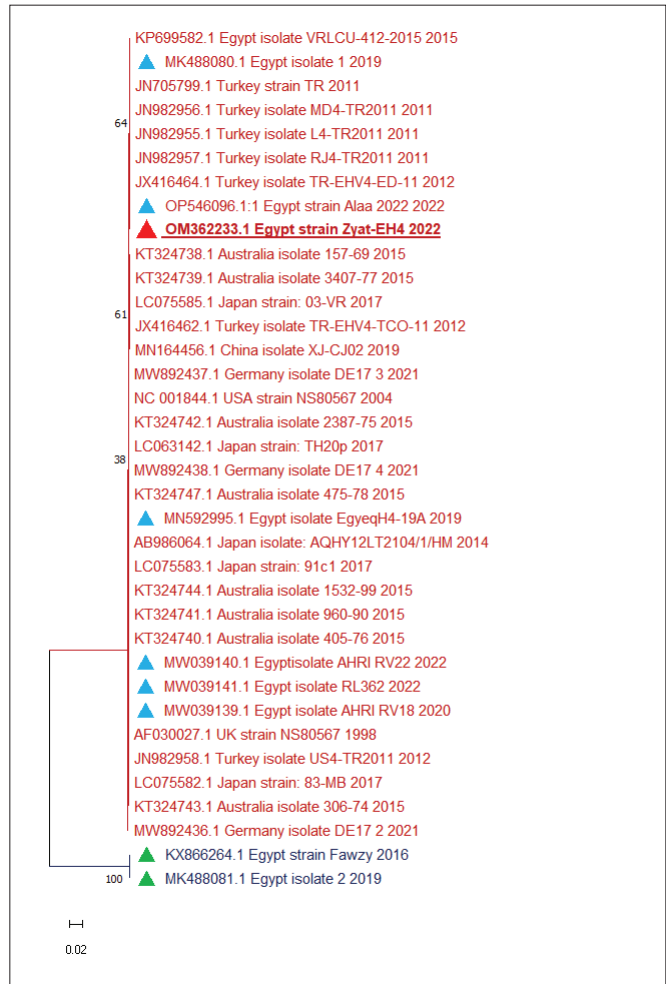 KP699582.1 Egypt isolate VRLCU-412-2015 2015
MK488080.1 Egypt isolate 1 2019
JN705799.1 Turkey strain TR 2011
JN982956.1 Turkey isolate MD4-TR2011 2011
64
JN982955.1 Turkey isolate L4-TR2011 2011
JN982957.1 Turkey isolate RJ4-TR2011 2011
JX416464.1 Turkey isolate TR-EHV4-ED-11 2012
OP546096.1:1 Egypt strain Alaa 2022 2022
OM362233.1 Egypt strain Zyat-EH4 2022
KT324738.1 Australia isolate 157-69 2015
KT324739.1 Australia isolate 3407-77 2015
LC075585.1 Japan strain: 03-VR 2017
61
JX416462.1 Turkey isolate TR-EHV4-TCO-11 2012
MN164456.1 China isolate XJ-CJ02 2019
MW892437.1 Germany isolate DE17 3 2021
NC 001844.1 USA strain NS80567 2004
KT324742.1 Australia isolate 2387-75 2015
LC063142.1 Japan strain: TH20p 2017
38
MW892438.1 Germany isolate DE17 4 2021
KT324747.1 Australia isolate 475-78 2015
MN592995.1 Egypt isolate EgyeqH4-19A 2019
AB986064.1 Japan isolate: AQHY12LT2104/1/HM 2014
LC075583.1 Japan strain: 91c1 2017
KT324744.1 Australia isolate 1532-99 2015
KT324741.1 Australia isolate 960-90 2015
KT324740.1 Australia isolate 405-76 2015
MW039140.1 Egyptisolate AHRI RV22 2022
MW039141.1 Egypt isolate RL362 2022
MW039139.1 Egypt isolate AHRI RV18 2020
AF030027.1 UK strain NS80567 1998
JN982958.1 Turkey isolate US4-TR2011 2012
LC075582.1 Japan strain: 83-MB 2017
KT324743.1 Australia isolate 306-74 2015
MW892436.1 Germany isolate DE17 2 2021
KX866264.1 Egypt strain Fawzy 2016
100
MK488081.1 Egypt isolate 2 2019
0.02